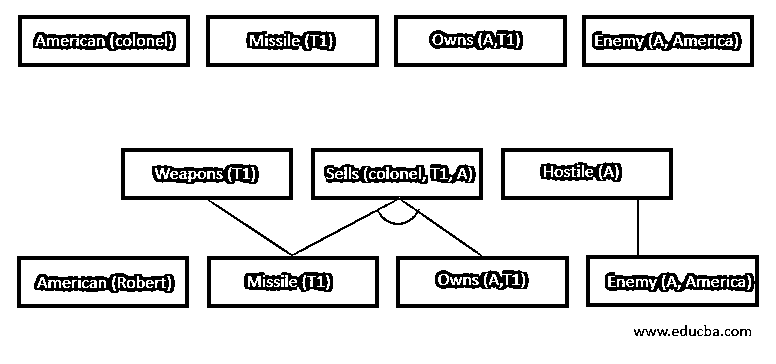 American (colonel) Missile (T1) Owns (A,T1) Enemy (A, America)
Weapons (T1) Sells (colonel, T1, A) Hostile (A)
American (Robert) Missile (T1) Owns (A,T1) Enemy (A, America)
www.educba.com